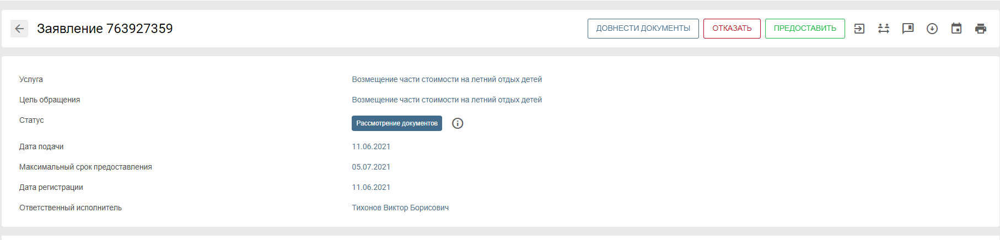 Заявление 763927359
ДОВНЕСТИ ДОКУМЕНТЫ
ОТКАЗАТЬ
ПРЕДОСТАВИТЬ
Услуга
Возмещение части стоимости на летний отдых детей
Цель обращения
Возмещение части стоимости на летний отдых детей
Статус
Рассмотрение документов
Дата подачи
11.06.2021
Максимальный срок предоставления
05.07.2021
Дата регистрации
11.06.2021
Ответственный исполнитель
Тихонов Виктор Борисович